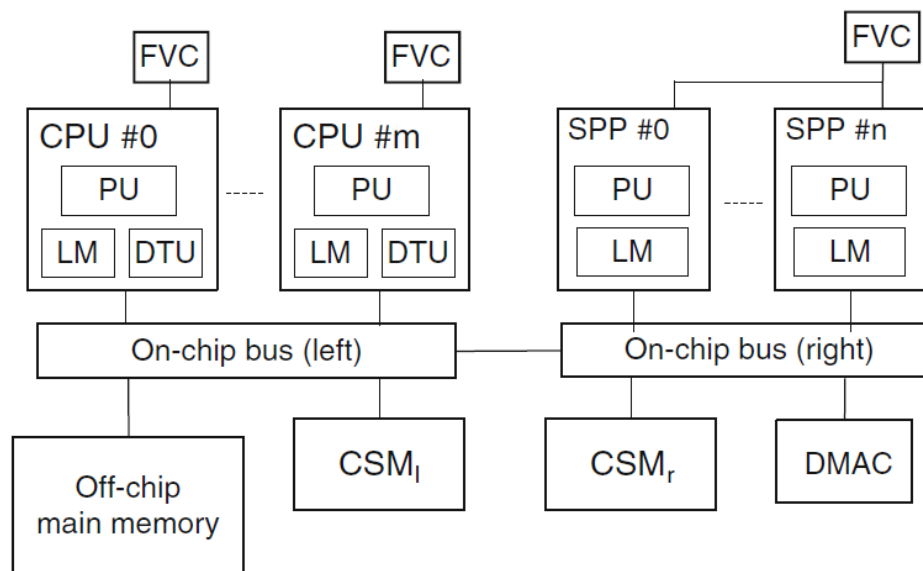 FVC
FVC
FVC
CPU #0
PU
LM
DTU
CPU #m
PU
LM
DTU
SPP #0
PU
LM
SPP #n
PU
LM
On-chip bus (left)
On-chip bus (right)
Off-chip
main memory
CSMl
CSMr
DMAC